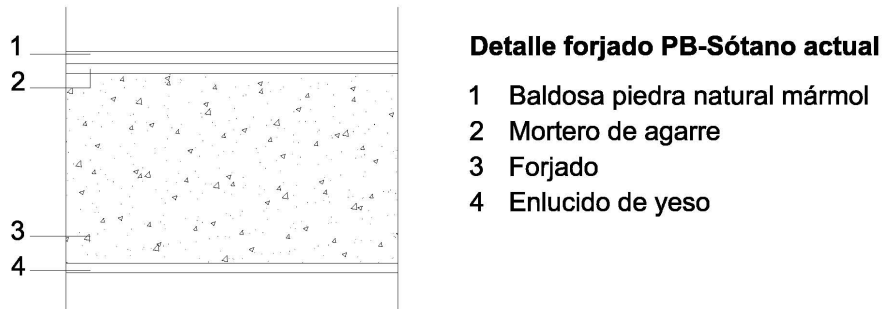 1
2
3
4
Detalle forjado PB-Sótano actual
1 Baldosa piedra natural mármol
2 Mortero de agarre
3 Forjado
4 Enlucido de yeso